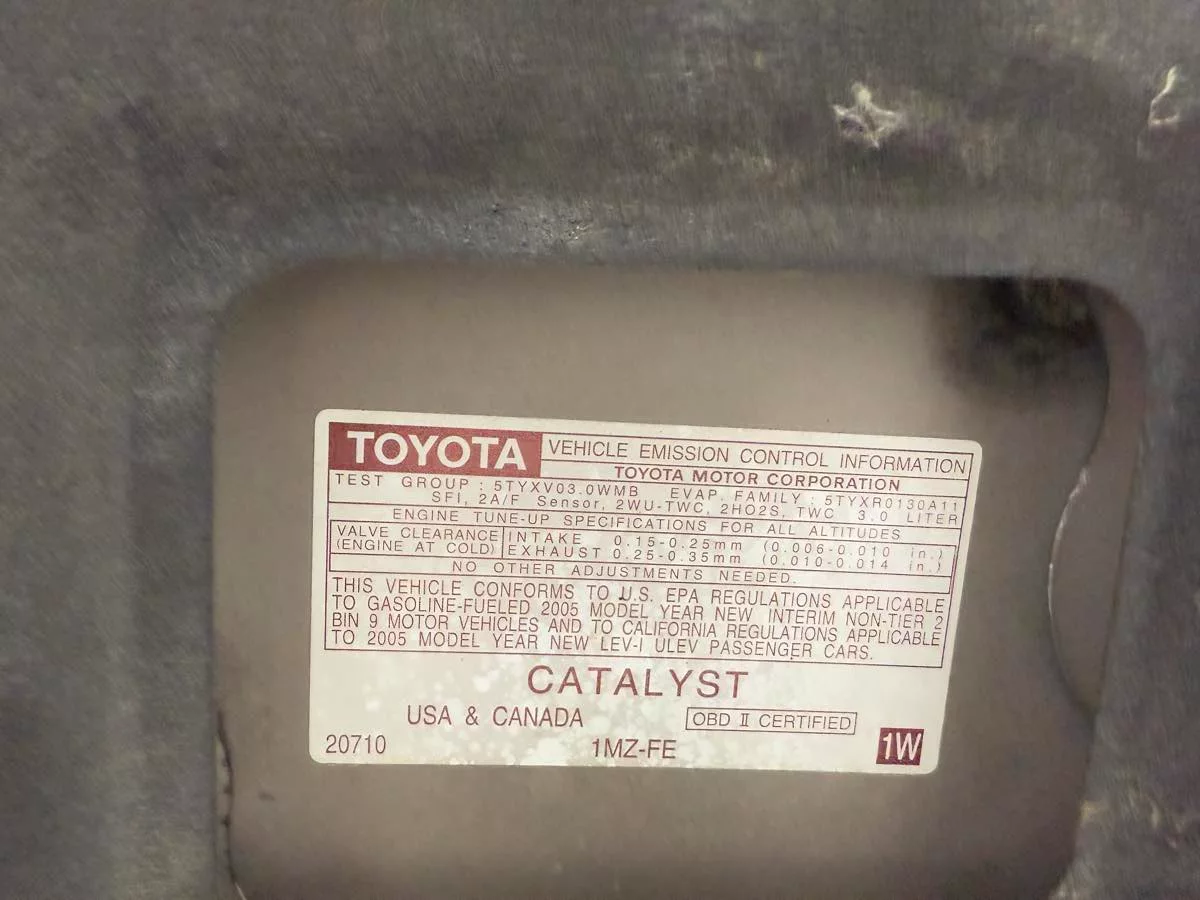 TOYOTA VEHICLE EMISSION CONTROL INFORMATION
TOYOTA MOTOR CORPORATION
TEST GROUP : 5TYXV03.0WMB EVAP. FAMILY : 5TYXR0130A11
SFI, 2A/F Sensor, 2WU-TWC, 2HO2S, TWC 3.0 LITER
ENGINE TUNE-UP SPECIFICATIONS FOR ALL ALTITUDES
VALVE CLEARANCE INTAKE 0.15-0.25mm (0.006-0.010 in.)
(ENGINE AT COLD) EXHAUST 0.25-0.35mm (0.010-0.014 in.)
NO OTHER ADJUSTMENTS NEEDED.
THIS VEHICLE CONFORMS TO U.S. EPA REGULATIONS APPLICABLE
TO GASOLINE-FUELED 2005 MODEL YEAR NEW INTERIM NON-TIER 2
BIN 9 MOTOR VEHICLES AND TO CALIFORNIA REGULATIONS APPLICABLE
TO 2005 MODEL YEAR NEW LEV-I ULEV PASSENGER CARS.
CATALYST
USA & CANADA OBD II CERTIFIED
20710 1MZ-FE 1W